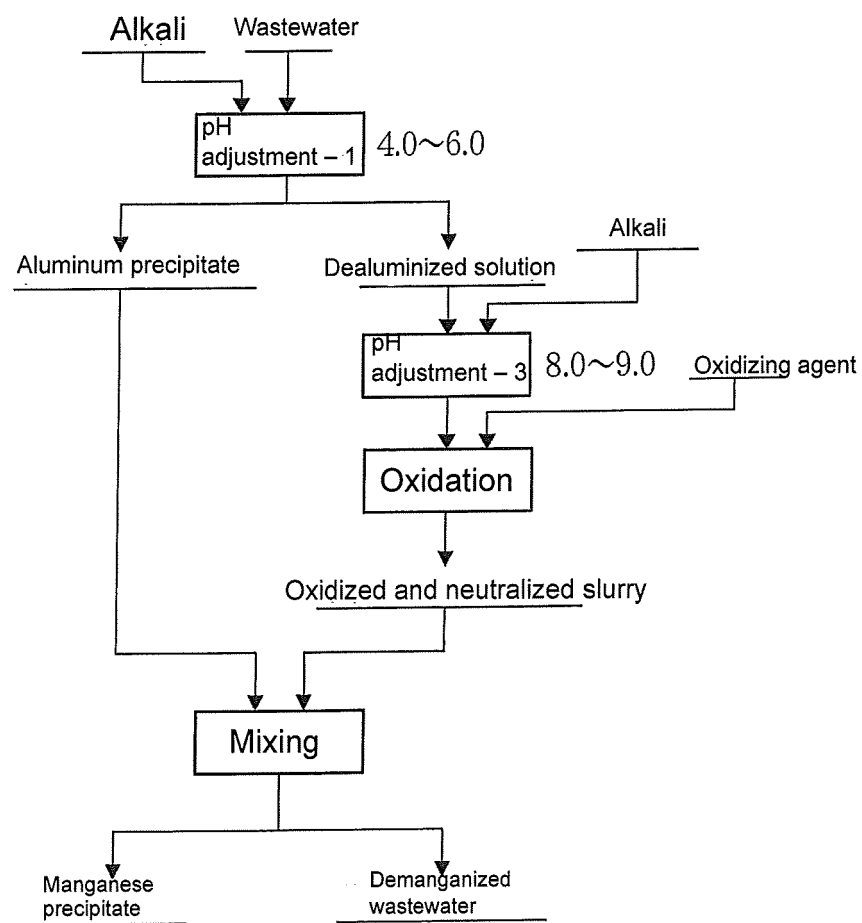 Alkali
Wastewater
pH
adjustment – 1
4.0~6.0
Alkali
Aluminum precipitate
Dealuminized solution
pH
adjustment – 3
8.0~9.0
Oxidizing agent
Oxidation
Oxidized and neutralized slurry
Mixing
Manganese
precipitate
Demanganized
wastewater